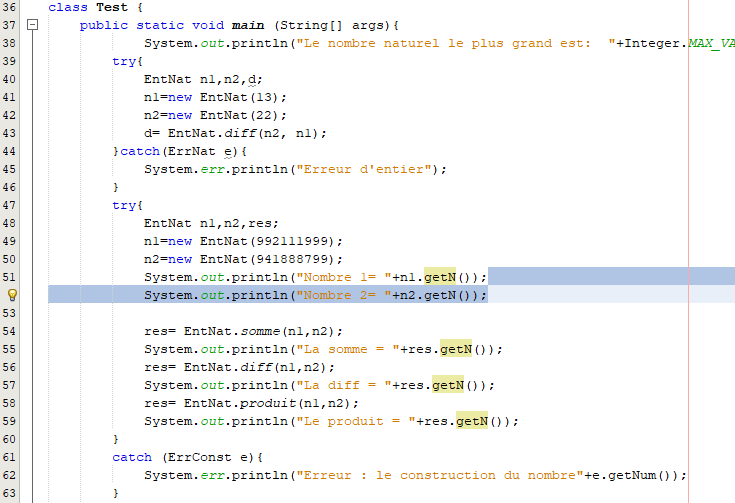 36 class Test {
37 public static void main (String[] args){
38 System.out.println("Le nombre naturel le plus grand est:  "+Integer.MAX_VA
39 try{
40 EntNat n1,n2,d;
41 n1=new EntNat(13);
42 n2=new EntNat(22);
43 d= EntNat.diff(n2, n1);
44 }catch(ErrNat e){
45 System.err.println("Erreur d'entier");
46 }
47 try{
48 EntNat n1,n2,res;
49 n1=new EntNat(992111999);
50 n2=new EntNat(941888799);
51 System.out.println("Nombre 1= "+n1.getN());
System.out.println("Nombre 2= "+n2.getN());
53
54 res= EntNat.somme(n1,n2);
55 System.out.println("La somme = "+res.getN());
56 res= EntNat.diff(n1,n2);
57 System.out.println("La diff = "+res.getN());
58 res= EntNat.produit(n1,n2);
59 System.out.println("Le produit = "+res.getN());
60 }
61 catch (ErrConst e){
62 System.err.println("Erreur : le construction du nombre"+e.getNum());
63 }